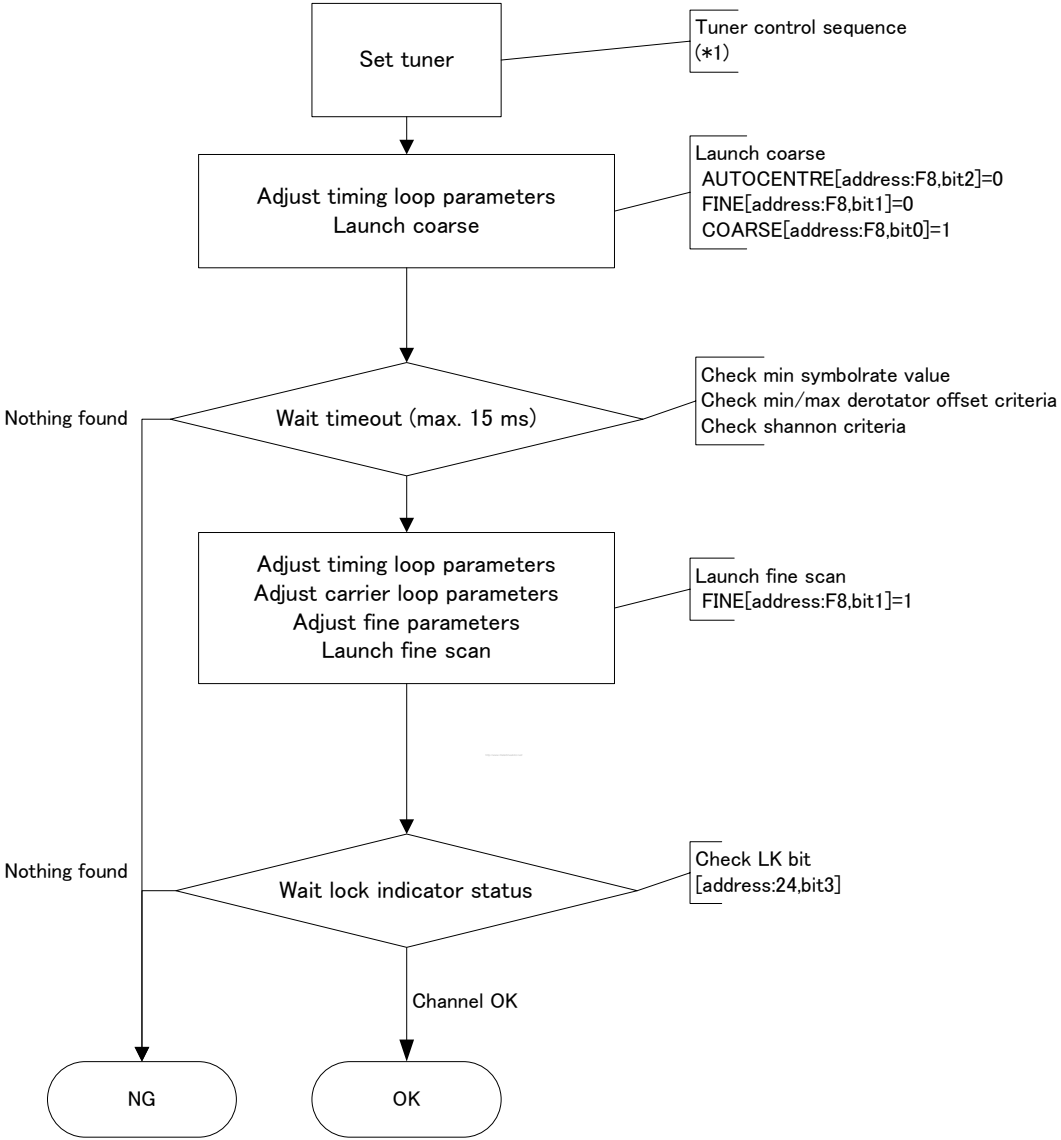 Set tuner
Tuner control sequence
(*1)
Adjust timing loop parameters
Launch coarse
Launch coarse
AUTOCENTRE[address:F8,bit2]=0
FINE[address:F8,bit1]=0
COARSE[address:F8,bit0]=1
Nothing found
Wait timeout (max. 15 ms)
Check min symbolrate value
Check min/max derotator offset criteria
Check shannon criteria
Adjust timing loop parameters
Adjust carrier loop parameters
Adjust fine parameters
Launch fine scan
Launch fine scan
FINE[address:F8,bit1]=1
Nothing found
Wait lock indicator status
Check LK bit
[address:24,bit3]
Channel OK
NG
OK